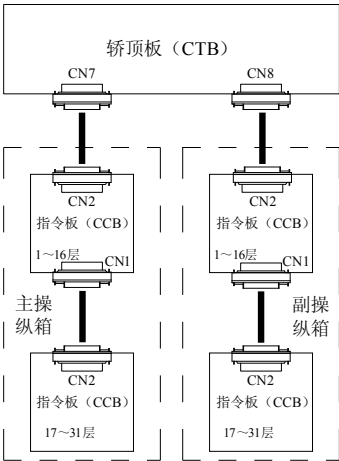 轿顶板（CTB）
CN7
CN8
CN2
指令板（CCB）
1～16层
CN1
CN2
指令板（CCB）
1～16层
CN1
主操
纵箱
副操
纵箱
CN2
指令板（CCB）
17～31层
CN2
指令板（CCB）
17～31层